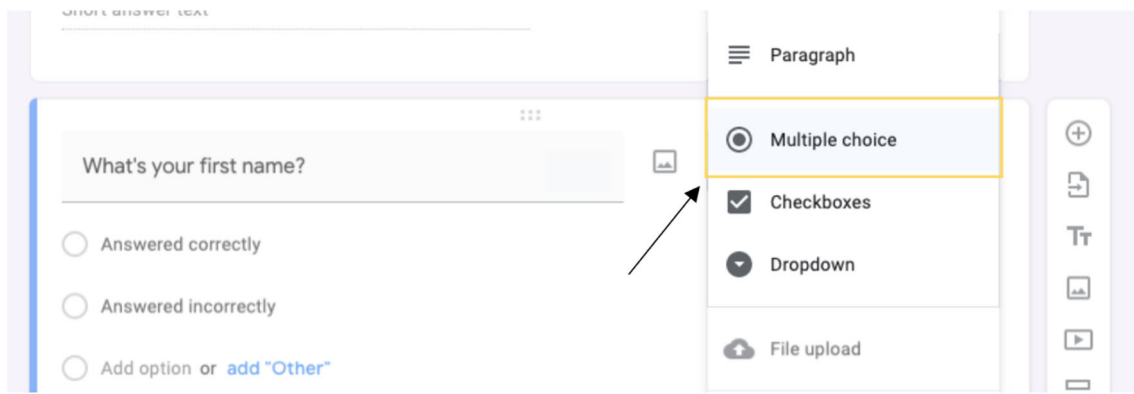 Short answer text
Paragraph
Multiple choice
What's your first name?
Checkboxes
Answered correctly
Dropdown
Answered incorrectly
File upload
Add option or add "Other"
Tт